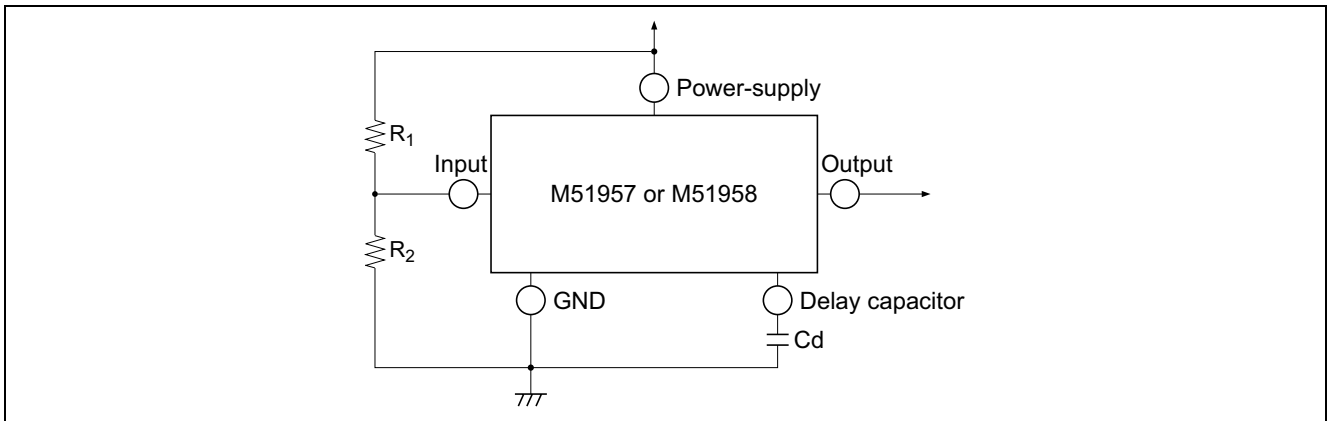 Power-supply
R1
Input
Output
M51957 or M51958
R2
GND
Delay capacitor
Cd